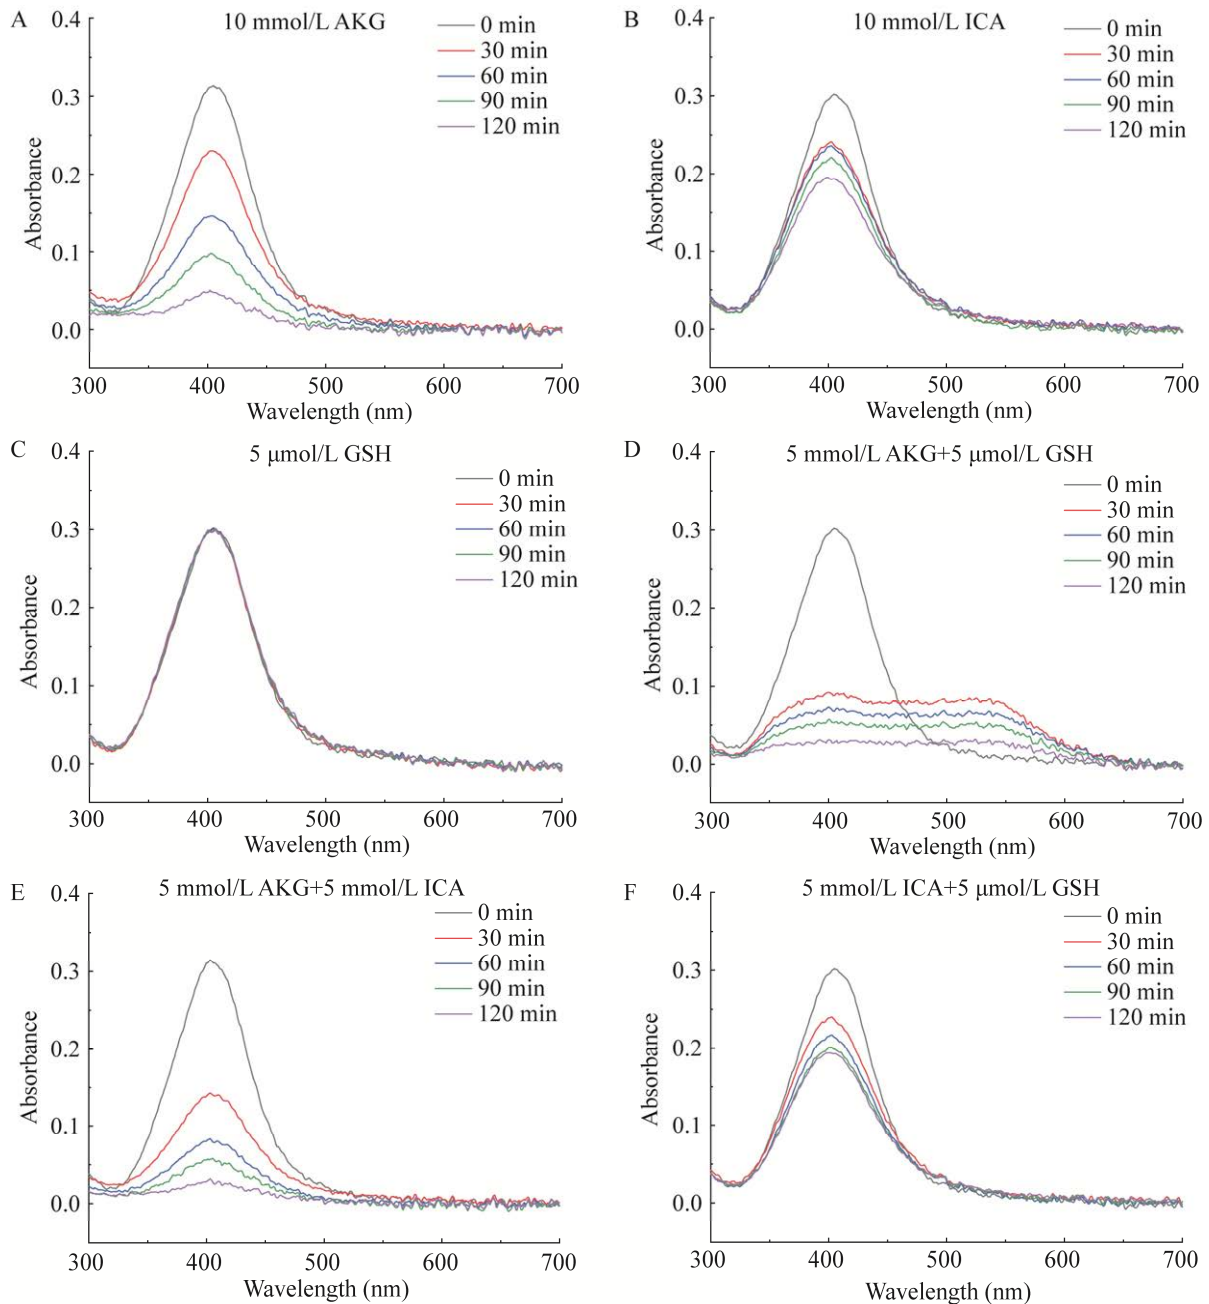 A
10 mmol/L AKG
0 min
30 min
60 min
90 min
120 min
Absorbance
0.4
0.3
0.2
0.1
0.0
300 400 500 600 700
Wavelength (nm)
B
10 mmol/L ICA
0 min
30 min
60 min
90 min
120 min
Absorbance
0.4
0.3
0.2
0.1
0.0
300 400 500 600 700
Wavelength (nm)
C
5 μmol/L GSH
0 min
30 min
60 min
90 min
120 min
Absorbance
0.4
0.3
0.2
0.1
0.0
300 400 500 600 700
Wavelength (nm)
D
5 mmol/L AKG+5 μmol/L GSH
0 min
30 min
60 min
90 min
120 min
Absorbance
0.4
0.3
0.2
0.1
0.0
300 400 500 600 700
Wavelength (nm)
E
5 mmol/L AKG+5 mmol/L ICA
0 min
30 min
60 min
90 min
120 min
Absorbance
0.4
0.3
0.2
0.1
0.0
300 400 500 600 700
Wavelength (nm)
F
5 mmol/L ICA+5 μmol/L GSH
0 min
30 min
60 min
90 min
120 min
Absorbance
0.4
0.3
0.2
0.1
0.0
300 400 500 600 700
Wavelength (nm)